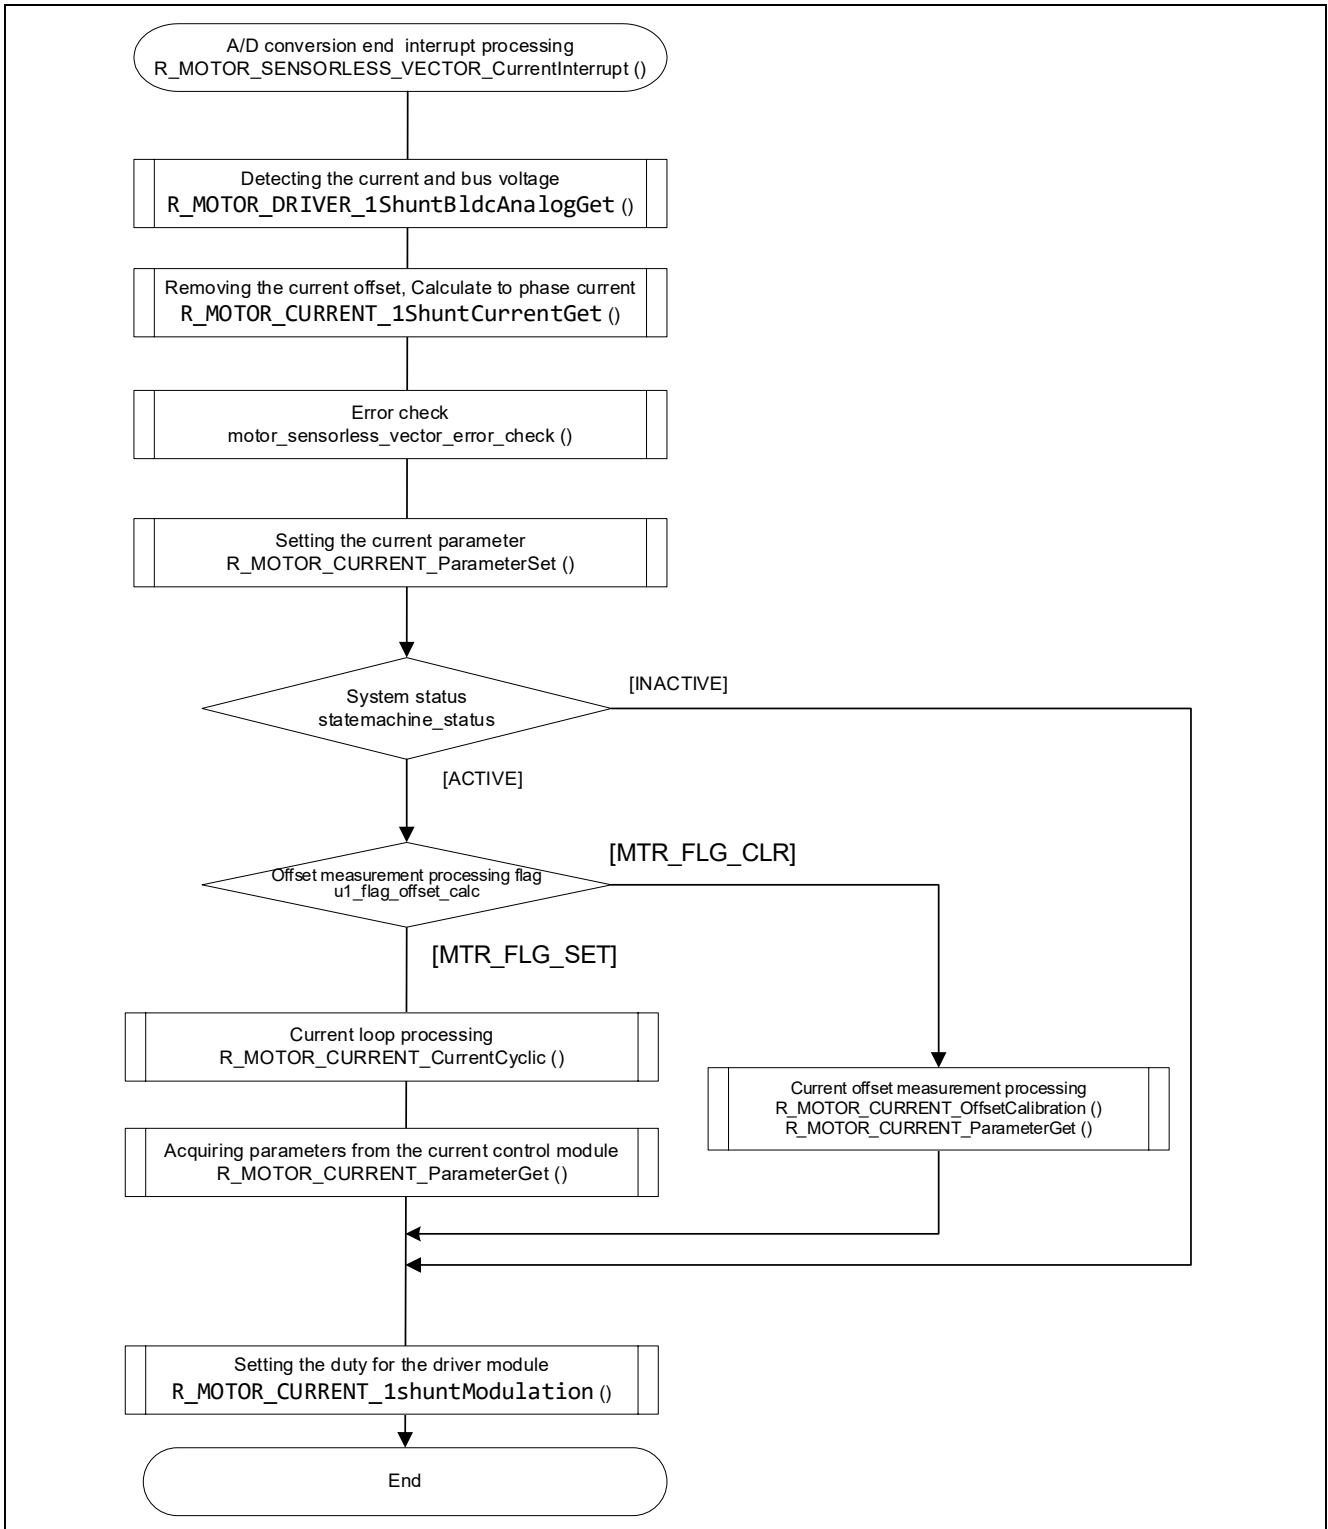 A/D conversion end  interrupt processing
R_MOTOR_SENSORLESS_VECTOR_CurrentInterrupt ()
Detecting the current and bus voltage
R_MOTOR_DRIVER_1ShuntBldcAnalogGet ()
Removing the current offset, Calculate to phase current
R_MOTOR_CURRENT_1ShuntCurrentGet ()
Error check
motor_sensorless_vector_error_check ()
Setting the current parameter
R_MOTOR_CURRENT_ParameterSet ()
System status
statemachine_status
[INACTIVE]
[ACTIVE]
Offset measurement processing flag
u1_flag_offset_calc
[MTR_FLG_CLR]
[MTR_FLG_SET]
Current loop processing
R_MOTOR_CURRENT_CurrentCyclic ()
Current offset measurement processing
R_MOTOR_CURRENT_OffsetCalibration ()
R_MOTOR_CURRENT_ParameterGet ()
Acquiring parameters from the current control module
R_MOTOR_CURRENT_ParameterGet ()
Setting the duty for the driver module
R_MOTOR_CURRENT_1shuntModulation ()
End